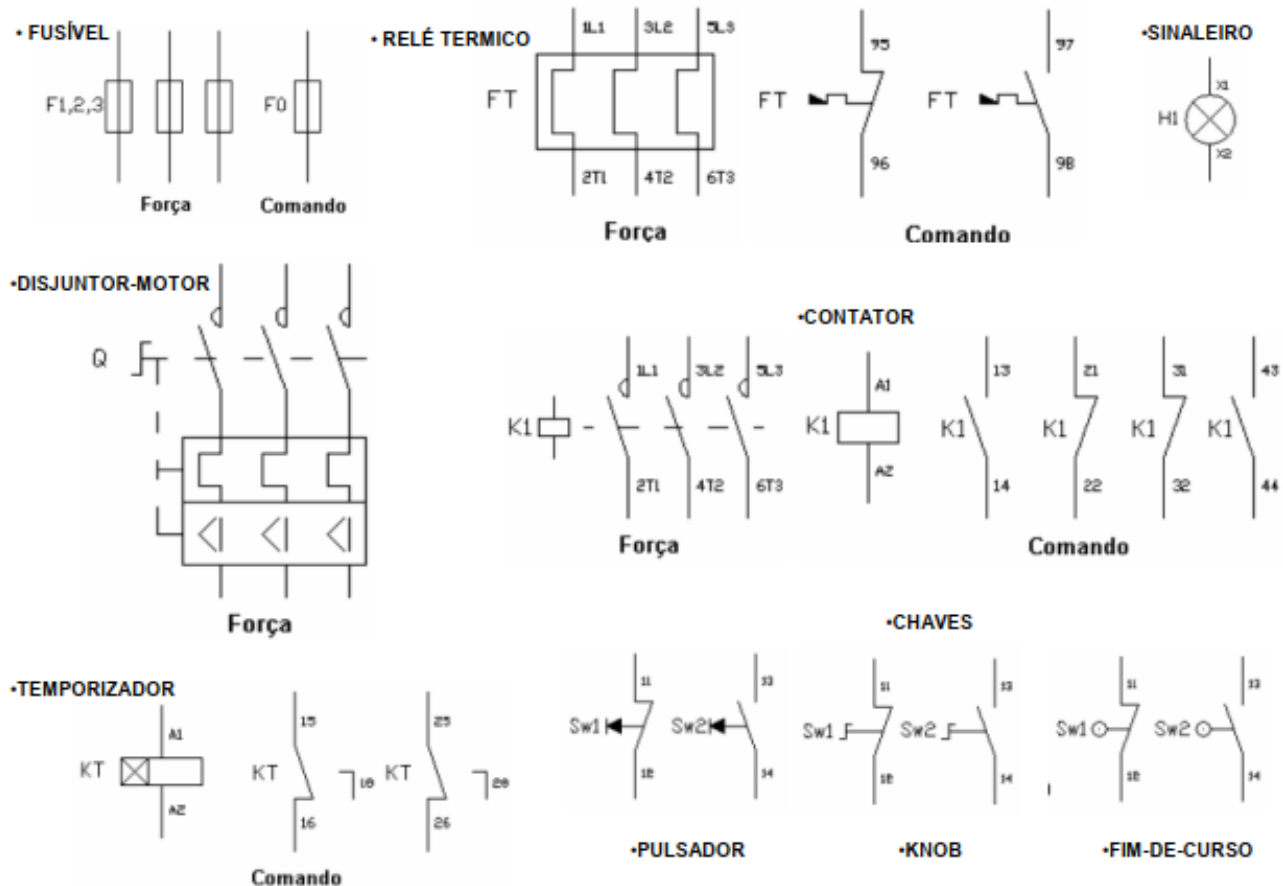 • FUSÍVEL
F1,2,3
F0
Força
Comando
• RELÉ TERMICO
1L1 3L2 5L3
FT
2T1 4T2 6T3
Força
95
FT
96
97
FT
98
Comando
•SINALEIRO
X1
H1
X2
•DISJUNTOR-MOTOR
Q
Força
•CONTATOR
1L1 3L2 5L3
K1
2T1 4T2 6T3
Força
A1
K1
A2
13
K1
14
21
K1
22
31
K1
32
43
K1
44
Comando
•TEMPORIZADOR
A1
KT
A2
15
KT
18
16
25
KT
28
26
Comando
•CHAVES
11
Sw1
12
13
Sw2
14
•PULSADOR
11
Sw1
12
13
Sw2
14
•KNOB
11
Sw1
12
13
Sw2
14
•FIM-DE-CURSO